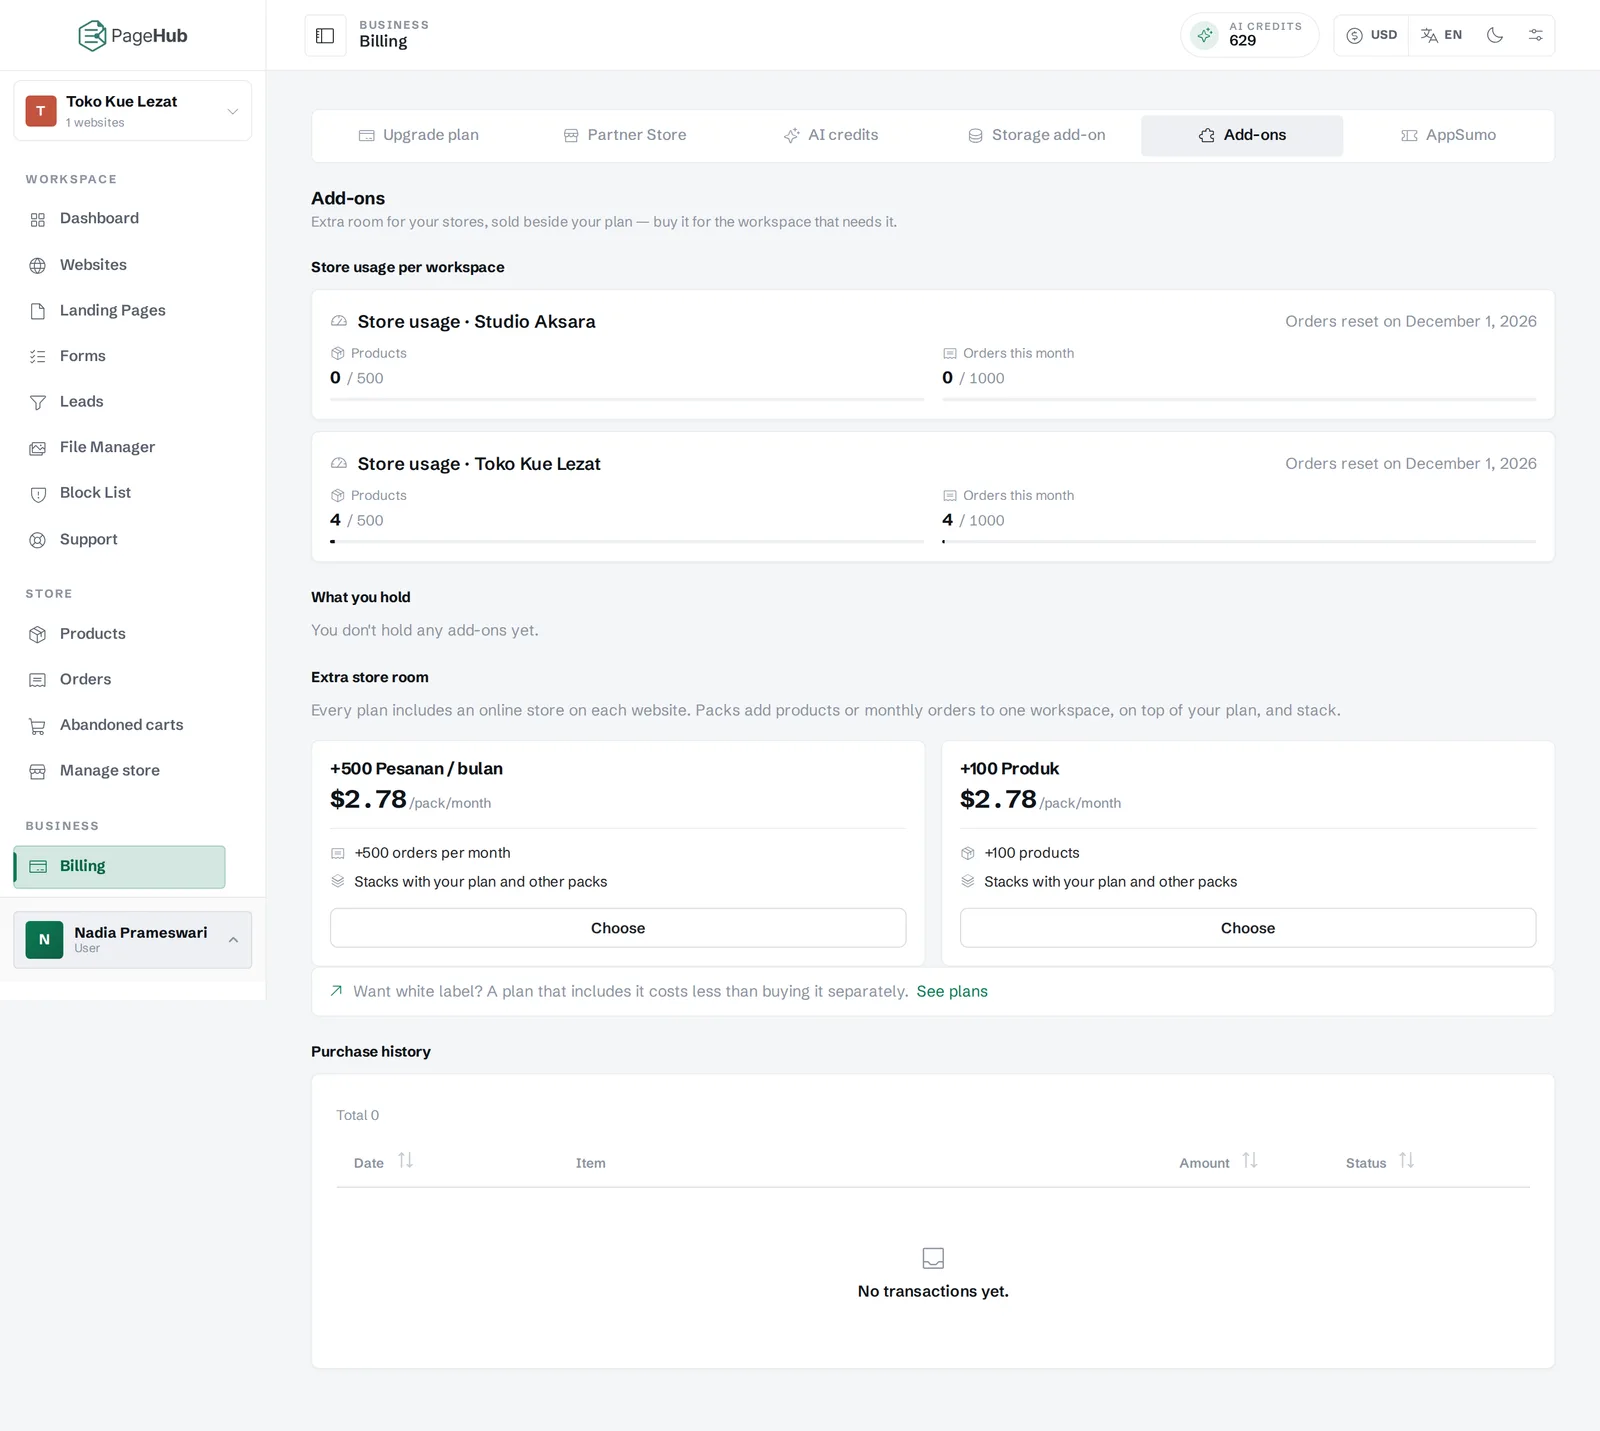 PageHub
BUSINESS
Billing
AI CREDITS
629
USD
EN
T
Toko Kue Lezat
1 websites
WORKSPACE
Dashboard
Websites
Landing Pages
Forms
Leads
File Manager
Block List
Support
STORE
Products
Orders
Abandoned carts
Manage store
BUSINESS
Billing
N
Nadia Prameswari
User
Upgrade plan
Partner Store
AI credits
Storage add-on
Add-ons
AppSumo
Add-ons
Extra room for your stores, sold beside your plan — buy it for the workspace that needs it.
Store usage per workspace
Store usage · Studio Aksara
Orders reset on December 1, 2026
Products
0 / 500
Orders this month
0 / 1000
Store usage · Toko Kue Lezat
Orders reset on December 1, 2026
Products
4 / 500
Orders this month
4 / 1000
What you hold
You don't hold any add-ons yet.
Extra store room
Every plan includes an online store on each website. Packs add products or monthly orders to one workspace, on top of your plan, and stack.
+500 Pesanan / bulan
$2.78 /pack/month
+500 orders per month
Stacks with your plan and other packs
Choose
+100 Produk
$2.78 /pack/month
+100 products
Stacks with your plan and other packs
Choose
Want white label? A plan that includes it costs less than buying it separately. See plans
Purchase history
Total 0
Date
Item
Amount
Status
No transactions yet.